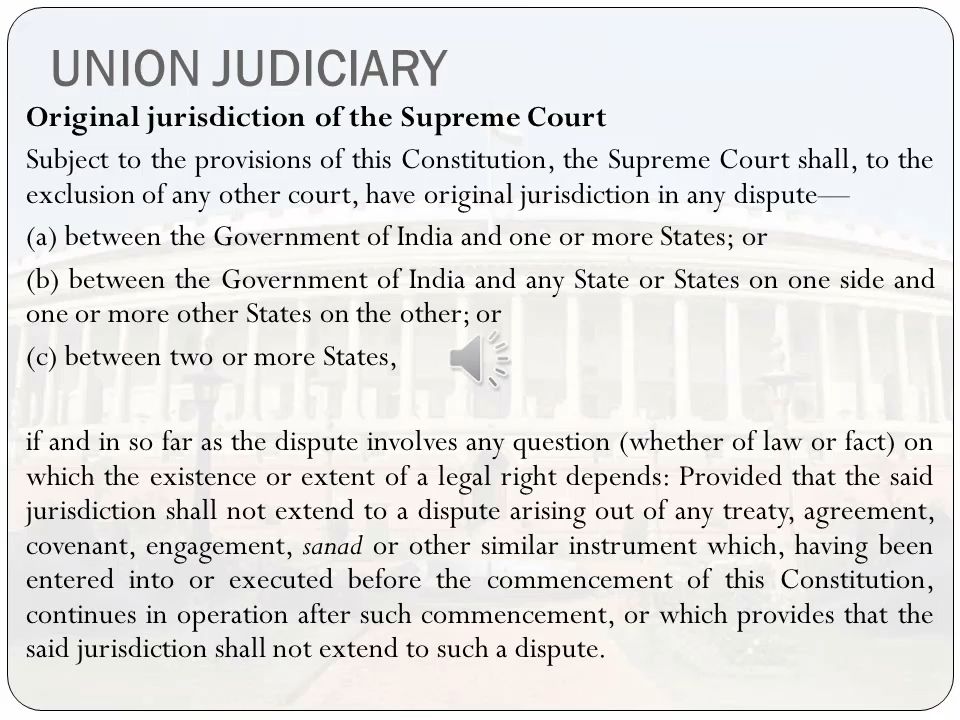 UNION JUDICIARY
Original jurisdiction of the Supreme Court
Subject to the provisions of this Constitution, the Supreme Court shall, to the
exclusion of any other court, have original jurisdiction in any dispute—
(a) between the Government of India and one or more States; or
(b) between the Government of India and any State or States on one side and
one or more other States on the other; or
(c) between two or more States,
if and in so far as the dispute involves any question (whether of law or fact) on
which the existence or extent of a legal right depends: Provided that the said
jurisdiction shall not extend to a dispute arising out of any treaty, agreement,
covenant, engagement, sanad or other similar instrument which, having been
entered into or executed before the commencement of this Constitution,
continues in operation after such commencement, or which provides that the
said jurisdiction shall not extend to such a dispute.